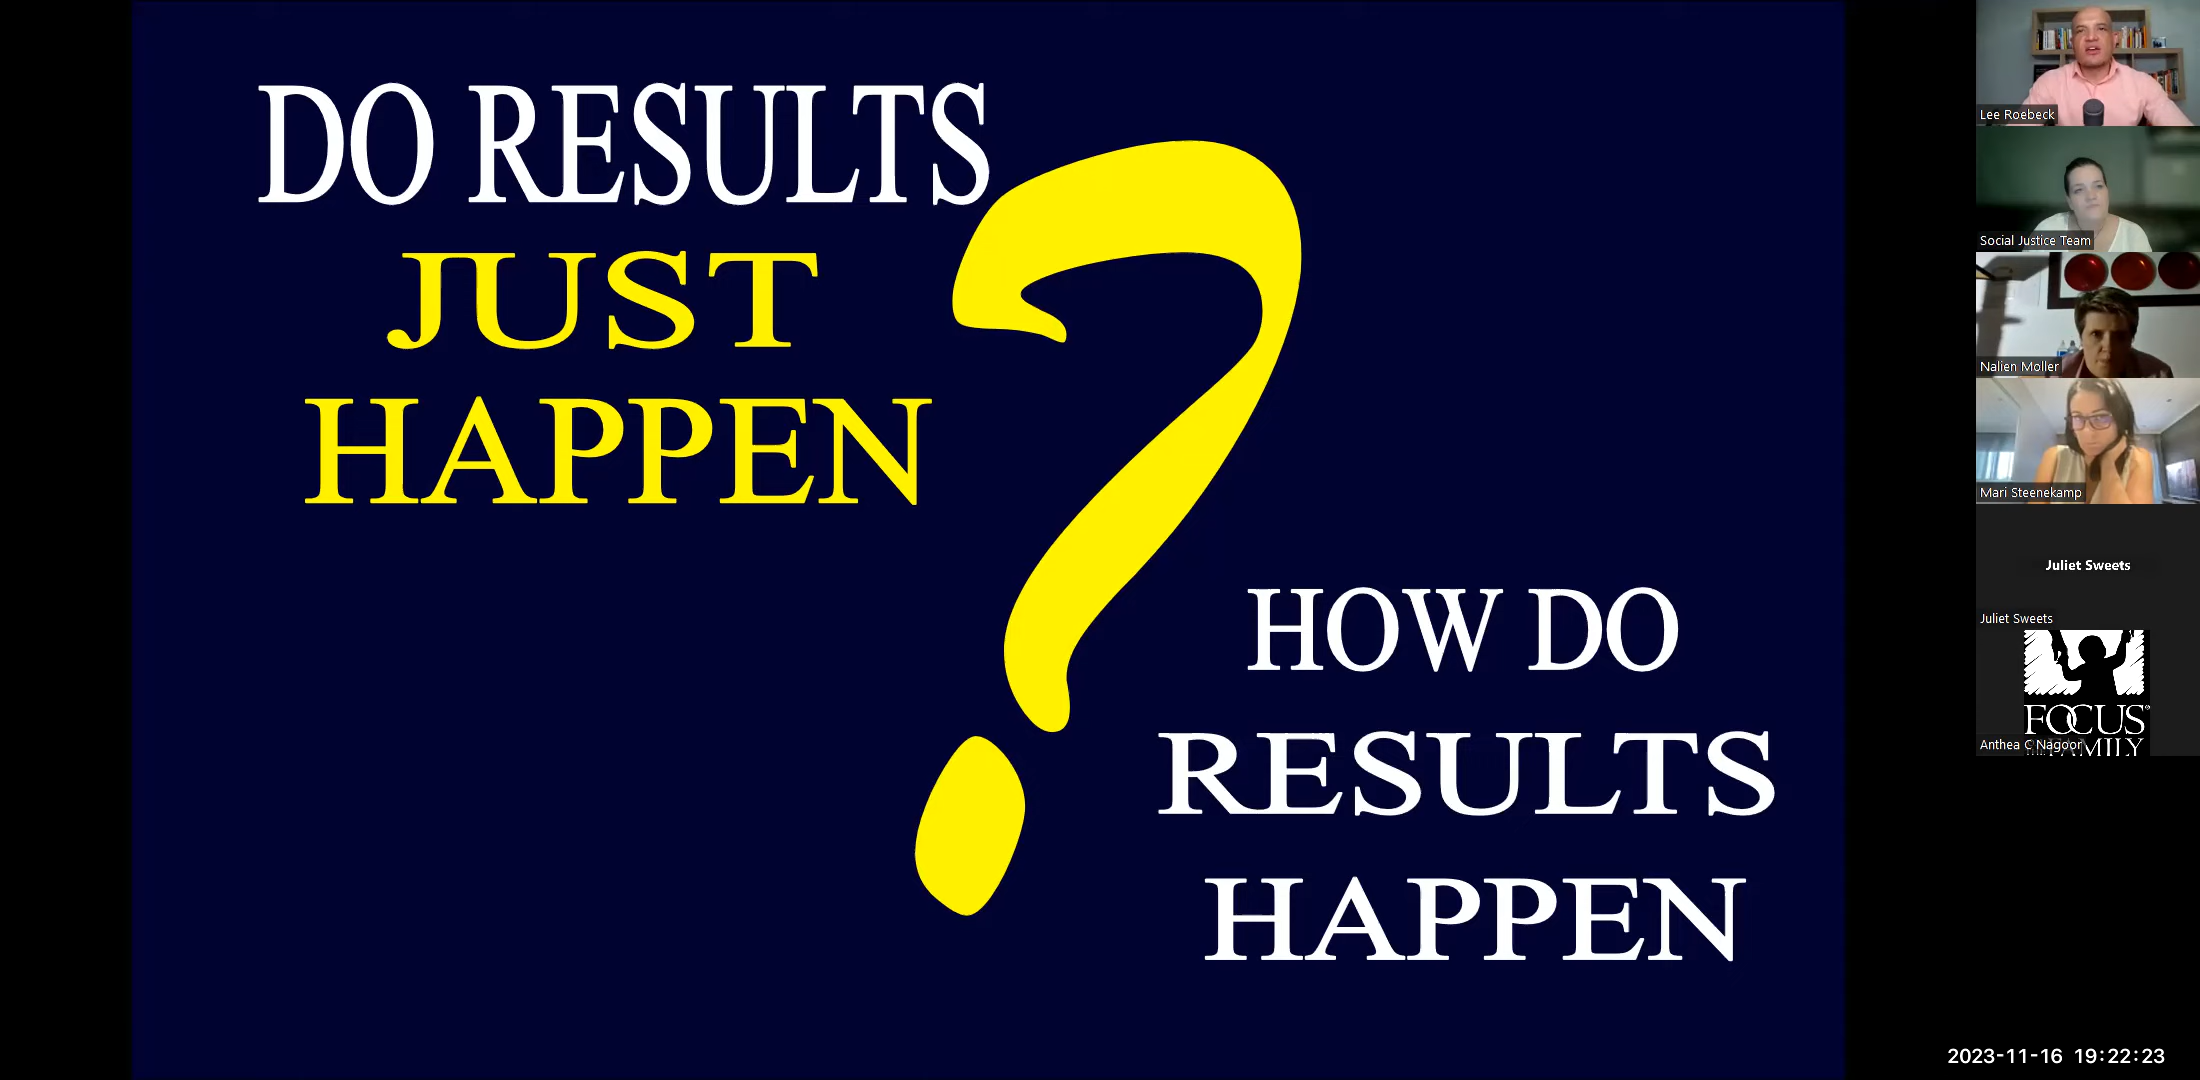 DO RESULTS
JUST
HAPPEN
?
HOW DO
RESULTS
HAPPEN
Lee Roebeck
Social Justice Team
Nalien Moller
Mari Steenekamp
Juliet Sweets
Juliet Sweets
FOCUS
FAMILY
Anthea C Nagoor
2023-11-16 19:22:23